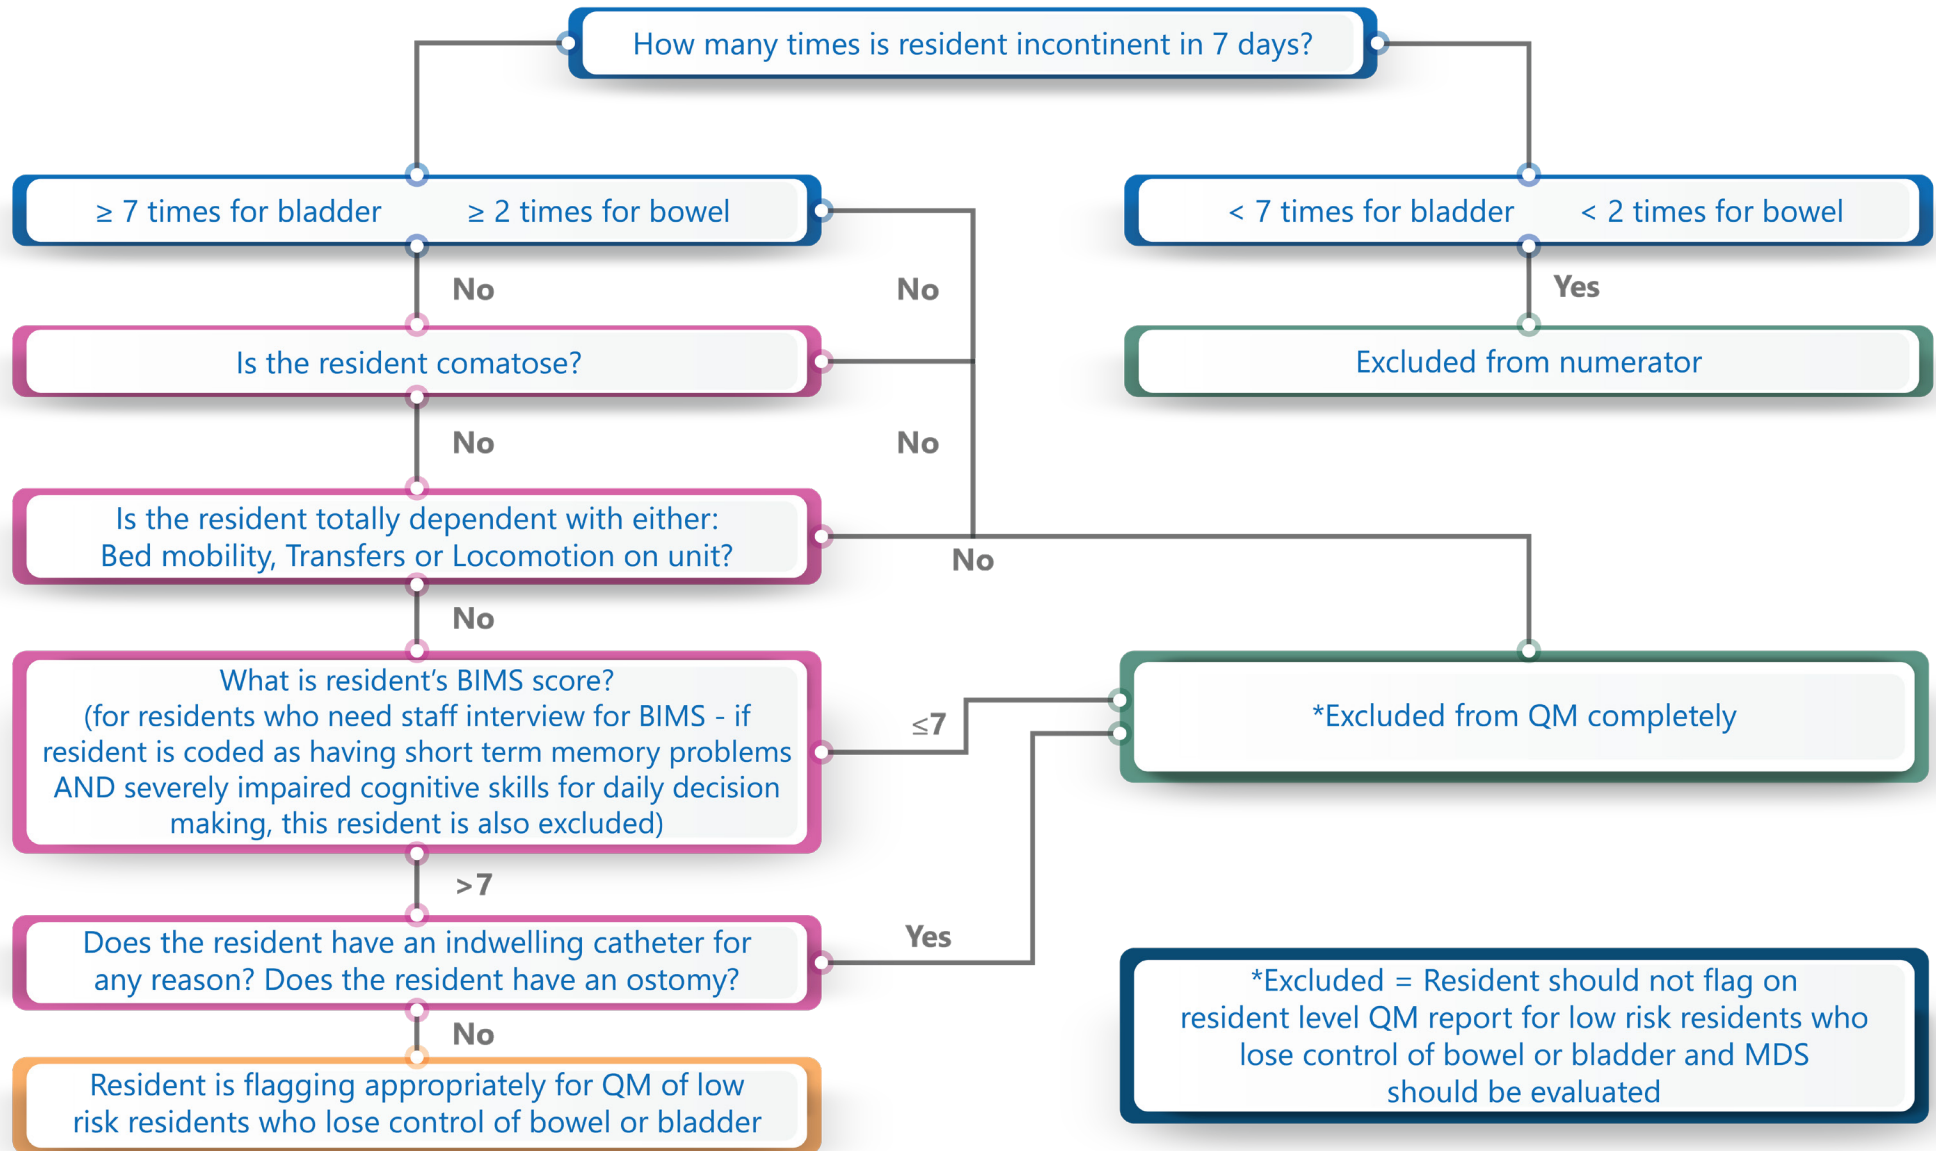 How many times is resident incontinent in 7 days?
≥ 7 times for bladder ≥ 2 times for bowel
< 7 times for bladder < 2 times for bowel
No
No
Yes
Is the resident comatose?
Excluded from numerator
No
No
Is the resident totally dependent with either:
Bed mobility, Transfers or Locomotion on unit?
No
No
What is resident’s BIMS score?
(for residents who need staff interview for BIMS - if
resident is coded as having short term memory problems
AND severely impaired cognitive skills for daily decision
making, this resident is also excluded)
≤7
*Excluded from QM completely
>7
Does the resident have an indwelling catheter for
any reason? Does the resident have an ostomy?
Yes
No
Resident is flagging appropriately for QM of low
risk residents who lose control of bowel or bladder
*Excluded = Resident should not flag on
resident level QM report for low risk residents who
lose control of bowel or bladder and MDS
should be evaluated